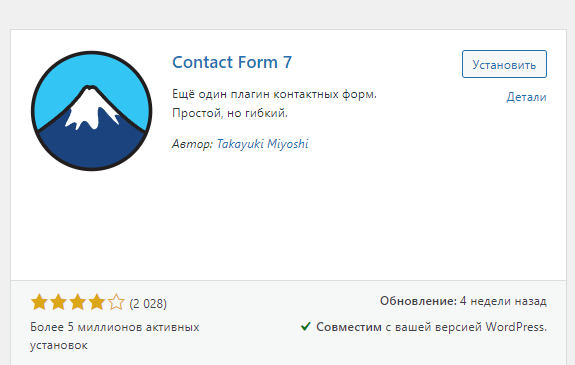 Contact Form 7
Установить
Ещё один плагин контактных форм.
Простой, но гибкий.
Детали
Автор: Takayuki Miyoshi
(2 028)
Обновление: 4 недели назад
Более 5 миллионов активных
установок
Совместим с вашей версией WordPress.